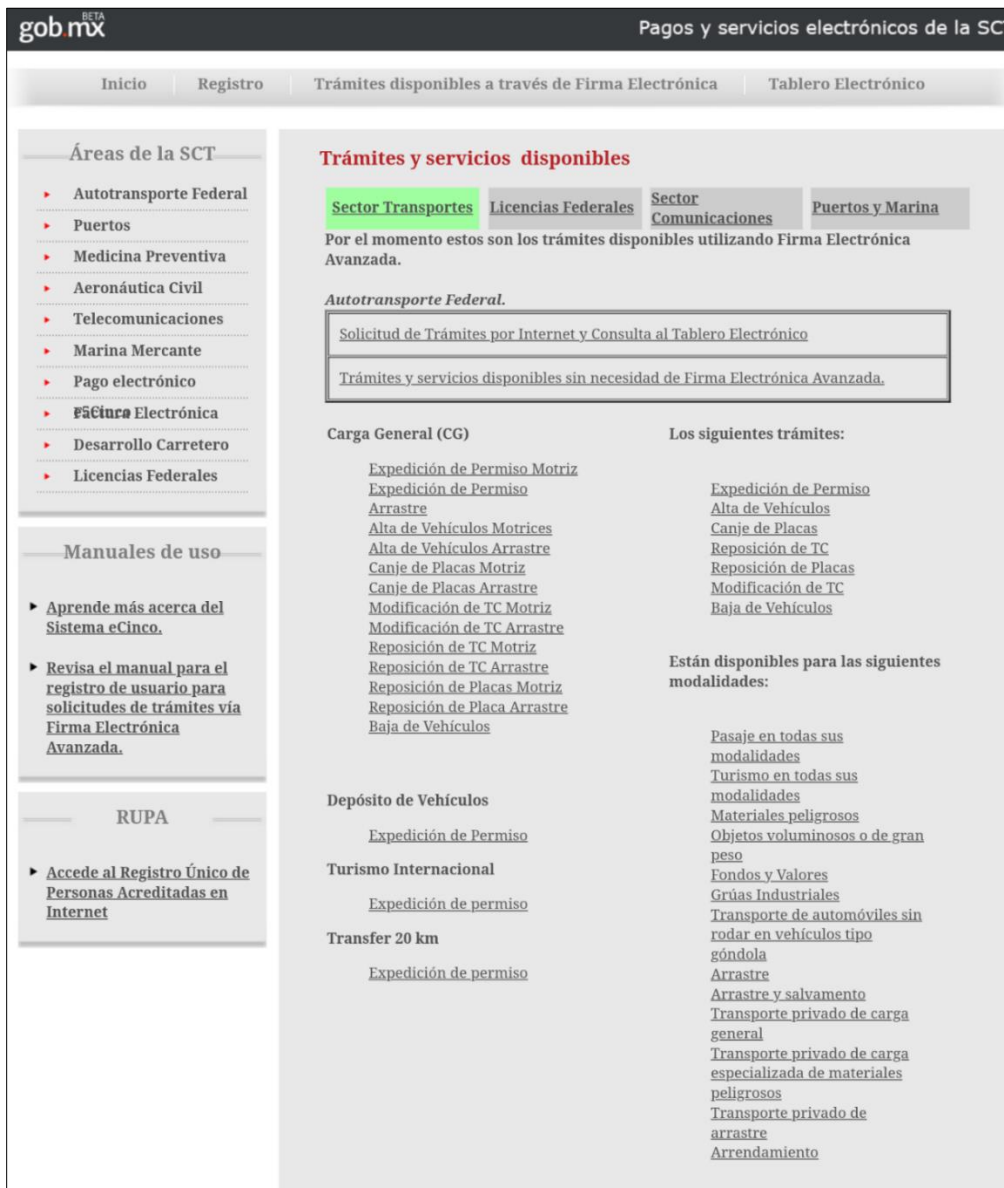 gob.mx
BETA
Pagos y servicios electrónicos de la SC
Inicio
Registro
Trámites disponibles a través de Firma Electrónica
Tablero Electrónico
Áreas de la SCT
Autotransporte Federal
Puertos
Medicina Preventiva
Aeronáutica Civil
Telecomunicaciones
Marina Mercante
Pago electrónico
Factura Electrónica
Desarrollo Carretero
Licencias Federales
Manuales de uso
Aprende más acerca del
Sistema eCinco.
Revisa el manual para el
registro de usuario para
solicitudes de trámites vía
Firma Electrónica
Avanzada.
RUPA
Accede al Registro Único de
Personas Acreditadas en
Internet
Trámites y servicios disponibles
Sector Transportes
Licencias Federales
Sector
Comunicaciones
Puertos y Marina
Por el momento estos son los trámites disponibles utilizando Firma Electrónica
Avanzada.
Autotransporte Federal.
Solicitud de Trámites por Internet y Consulta al Tablero Electrónico
Trámites y servicios disponibles sin necesidad de Firma Electrónica Avanzada.
Carga General (CG)
Expedición de Permiso Motriz
Expedición de Permiso
Arrastre
Alta de Vehículos Motrices
Alta de Vehículos Arrastre
Canje de Placas Motriz
Canje de Placas Arrastre
Modificación de TC Motriz
Modificación de TC Arrastre
Reposición de TC Motriz
Reposición de TC Arrastre
Reposición de Placas Motriz
Reposición de Placa Arrastre
Baja de Vehículos
Depósito de Vehículos
Expedición de Permiso
Turismo Internacional
Expedición de permiso
Transfer 20 km
Expedición de permiso
Los siguientes trámites:
Expedición de Permiso
Alta de Vehículos
Canje de Placas
Reposición de TC
Reposición de Placas
Modificación de TC
Baja de Vehículos
Están disponibles para las siguientes
modalidades:
Pasaje en todas sus
modalidades
Turismo en todas sus
modalidades
Materiales peligrosos
Objetos voluminosos o de gran
peso
Fondos y Valores
Grúas Industriales
Transporte de automóviles sin
rodar en vehículos tipo
góndola
Arrastre
Arrastre y salvamento
Transporte privado de carga
general
Transporte privado de carga
especializada de materiales
peligrosos
Transporte privado de
arrastre
Arrendamiento